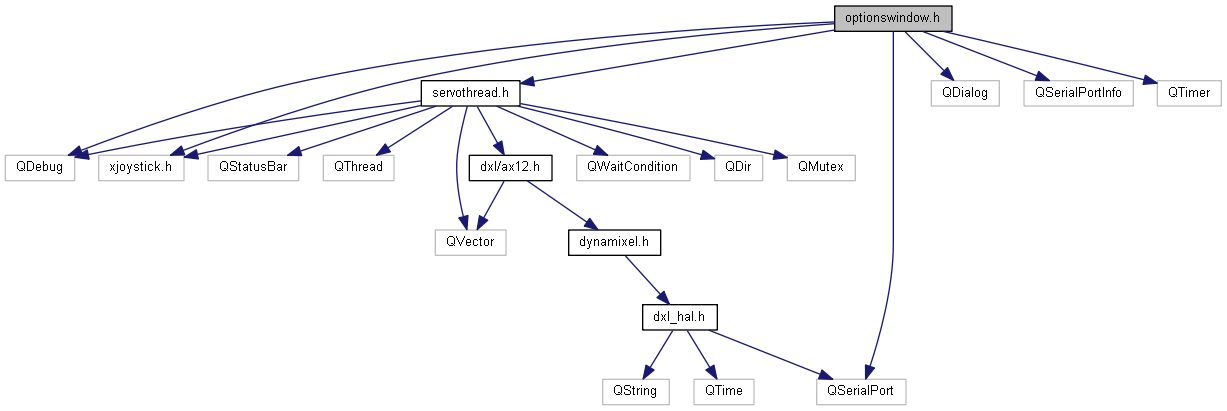 optionswindow.h
servothread.h
QDialog
QSerialPortInfo
QTimer
QDebug
xjoystick.h
QStatusBar
QThread
dxl/ax12.h
QWaitCondition
QDir
QMutex
QVector
dynamixel.h
dxl_hal.h
QString
QTime
QSerialPort